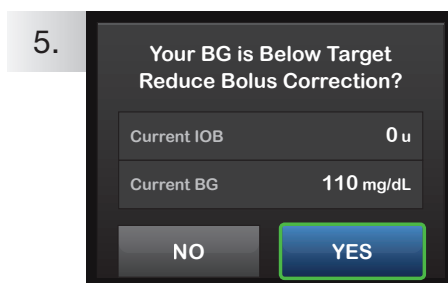 5.
Your BG is Below Target
Reduce Bolus Correction?
Current IOB 0 u
Current BG 110 mg/dL
NO YES